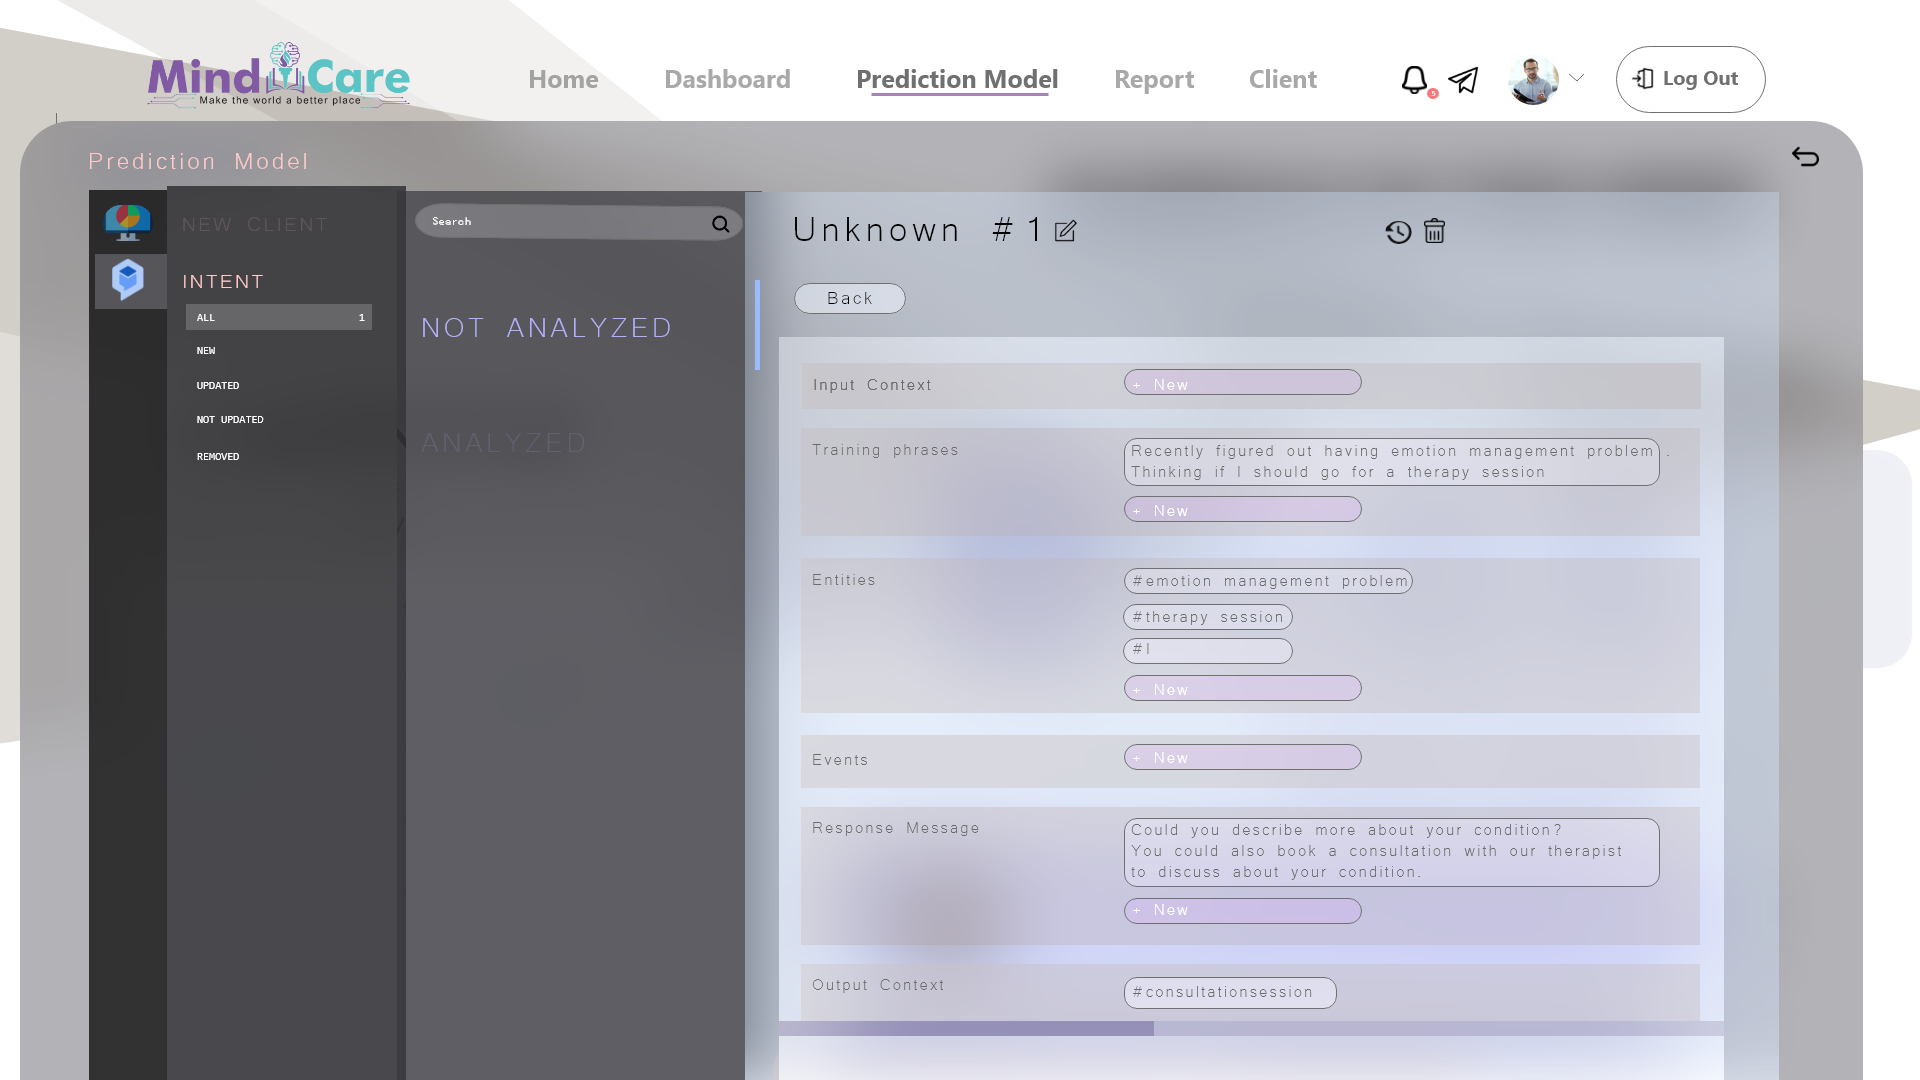 Mind Care
Make the world a better place
Home
Dashboard
Prediction Model
Report
Client
5
Log Out
Prediction Model
NEW CLIENT
INTENT
ALL 1
NEW
UPDATED
NOT UPDATED
REMOVED
Search
NOT ANALYZED
ANALYZED
Unknown # 1
Back
Input Context
+ New
Training phrases
Recently figured out having emotion management problem .
Thinking if I should go for a therapy session
+ New
Entities
#emotion management problem
#therapy session
#I
+ New
Events
+ New
Response Message
Could you describe more about your condition?
You could also book a consultation with our therapist
to discuss about your condition.
+ New
Output Context
#consultationsession